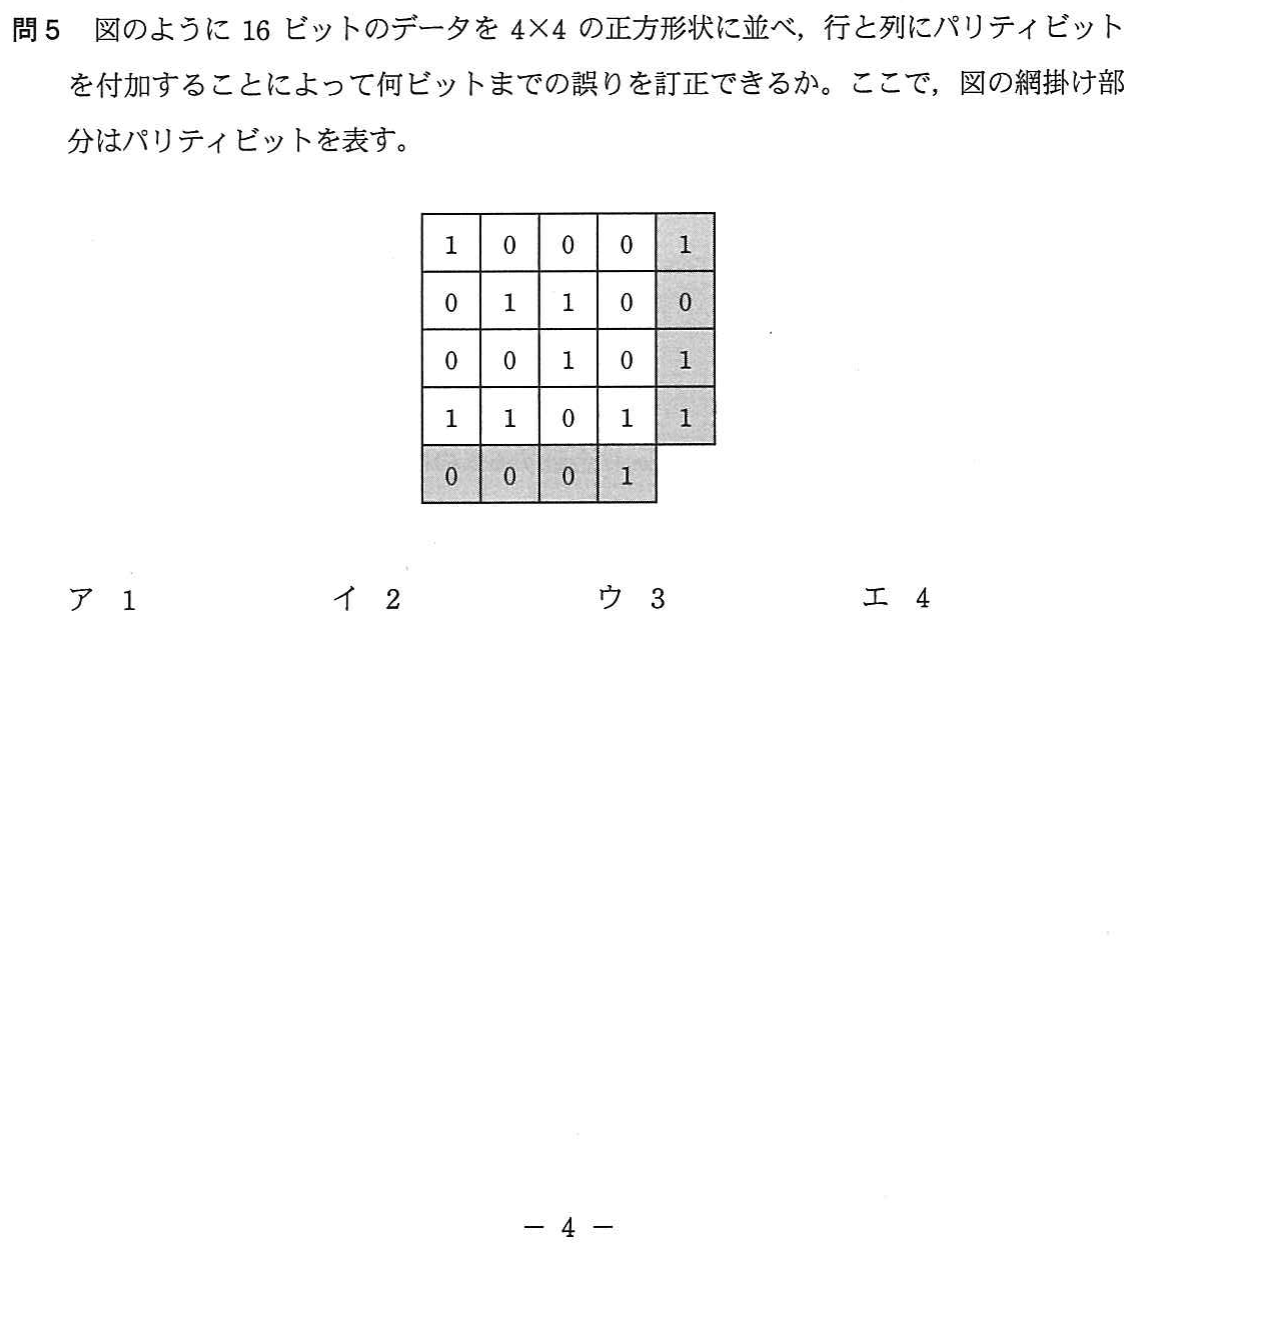 問5 図のように 16 ビットのデータを 4×4 の正方形状に並べ，行と列にパリティビット
を付加することによって何ビットまでの誤りを訂正できるか。ここで，図の網掛け部
分はパリティビットを表す。
1 0 0 0 1
0 1 1 0 0
0 0 1 0 1
1 1 0 1 1
0 0 0 1
ア 1 イ 2 ウ 3 エ 4
― 4 ―